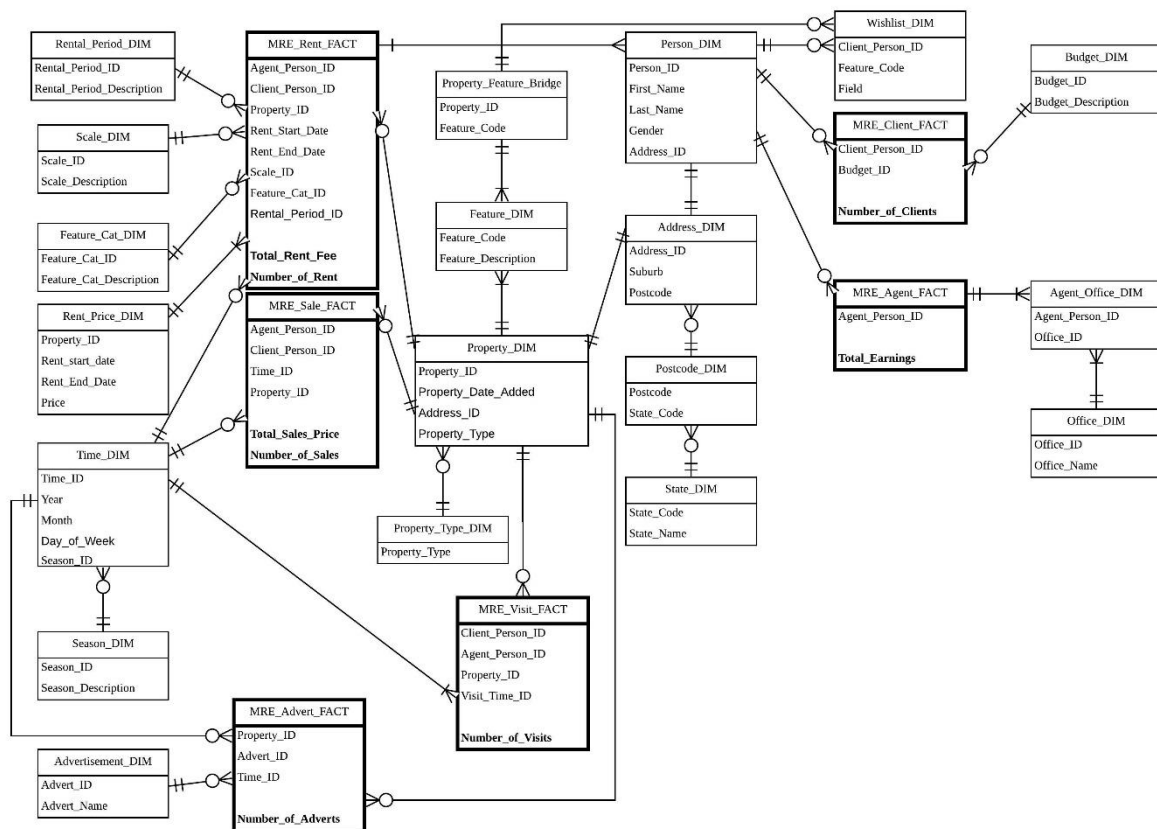 Rental_Period_DIM
Rental_Period_ID
Rental_Period_Description
Scale_DIM
Scale_ID
Scale_Description
Feature_Cat_DIM
Feature_Cat_ID
Feature_Cat_Description
Rent_Price_DIM
Property_ID
Rent_start_date
Rent_End_Date
Price
Time_DIM
Time_ID
Year
Month
Day_of_Week
Season_ID
Season_DIM
Season_ID
Season_Description
Advertisement_DIM
Advert_ID
Advert_Name
MRE_Rent_FACT
Agent_Person_ID
Client_Person_ID
Property_ID
Rent_Start_Date
Rent_End_Date
Scale_ID
Feature_Cat_ID
Rental_Period_ID
Total_Rent_Fee
Number_of_Rent
MRE_Sale_FACT
Agent_Person_ID
Client_Person_ID
Time_ID
Property_ID
Total_Sales_Price
Number_of_Sales
MRE_Advert_FACT
Property_ID
Advert_ID
Time_ID
Number_of_Adverts
Property_Feature_Bridge
Property_ID
Feature_Code
Feature_DIM
Feature_Code
Feature_Description
Property_DIM
Property_ID
Property_Date_Added
Address_ID
Property_Type
Property_Type_DIM
Property_Type
MRE_Visit_FACT
Client_Person_ID
Agent_Person_ID
Property_ID
Visit_Time_ID
Number_of_Visits
Person_DIM
Person_ID
First_Name
Last_Name
Gender
Address_ID
Address_DIM
Address_ID
Suburb
Postcode
Postcode_DIM
Postcode
State_Code
State_DIM
State_Code
State_Name
Wishlist_DIM
Client_Person_ID
Feature_Code
Field
MRE_Client_FACT
Client_Person_ID
Budget_ID
Number_of_Clients
MRE_Agent_FACT
Agent_Person_ID
Total_Earnings
Budget_DIM
Budget_ID
Budget_Description
Agent_Office_DIM
Agent_Person_ID
Office_ID
Office_DIM
Office_ID
Office_Name